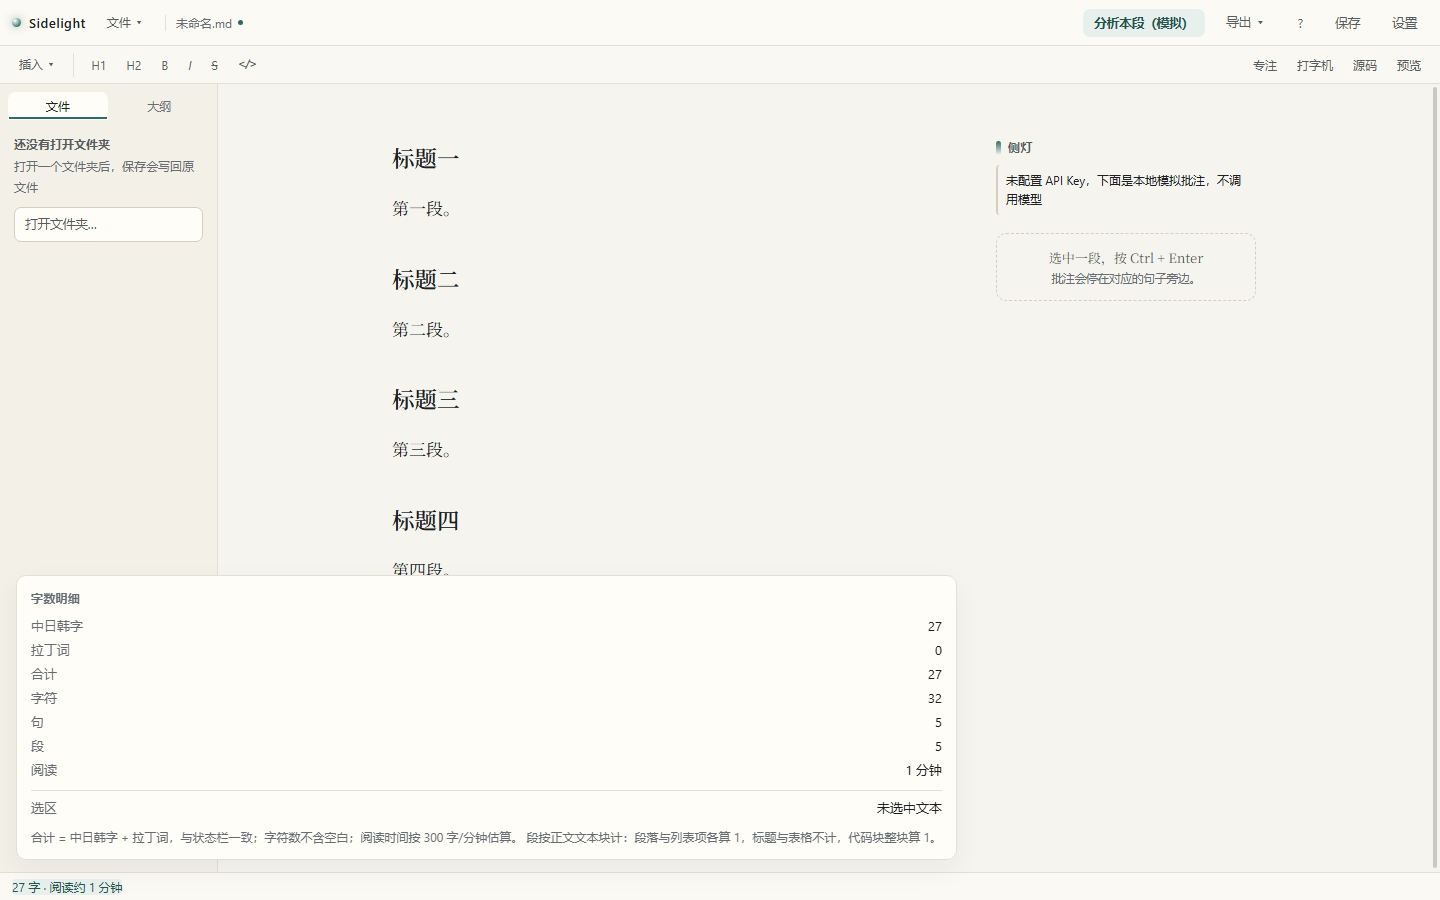 Sidelight 文件 ▾ 未命名.md ● 分析本段（模拟） 导出 ▾ ? 保存 设置
插入 ▾ H1 H2 B I S </> 专注 打字机 源码 预览
文件 大纲
还没有打开文件夹
打开一个文件夹后，保存会写回原
文件
打开文件夹...
标题一
第一段。
标题二
第二段。
标题三
第三段。
标题四
第四段。
侧灯
未配置 API Key，下面是本地模拟批注，不调
用模型
选中一段，按 Ctrl + Enter
批注会停在对应的句子旁边。
字数明细
中日韩字 27
拉丁词 0
合计 27
字符 32
句 5
段 5
阅读 1 分钟
选区 未选中文本
合计 = 中日韩字 + 拉丁词，与状态栏一致；字符数不含空白；阅读时间按 300 字/分钟估算。 段按正文文本块计：段落与列表项各算 1，标题与表格不计，代码块整块算 1。
27 字 · 阅读约 1 分钟